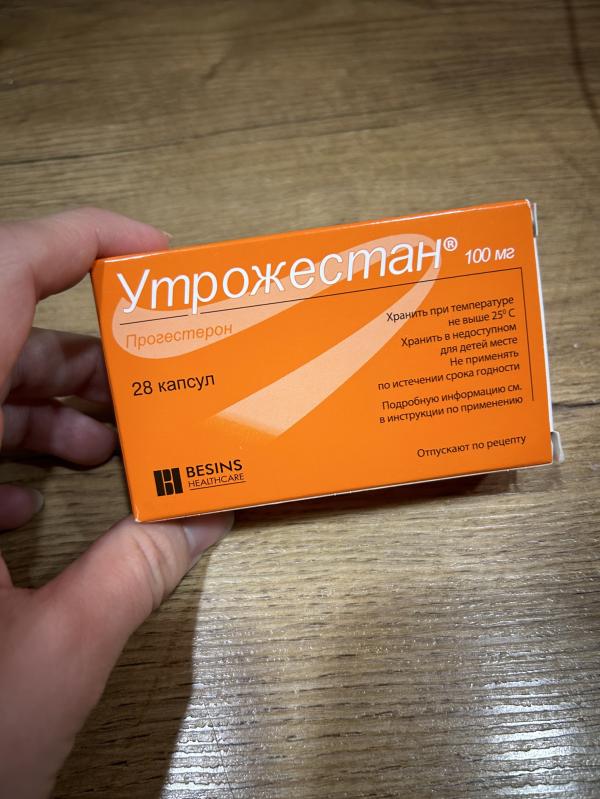 Утрожестан® 100 мг
Прогестерон
28 капсул
Хранить при температуре
не выше 25⁰ С
Хранить в недоступном
для детей месте
Не применять
по истечении срока годности
Подробную информацию см.
в инструкции по применению
Отпускают по рецепту
BESINS
HEALTHCARE